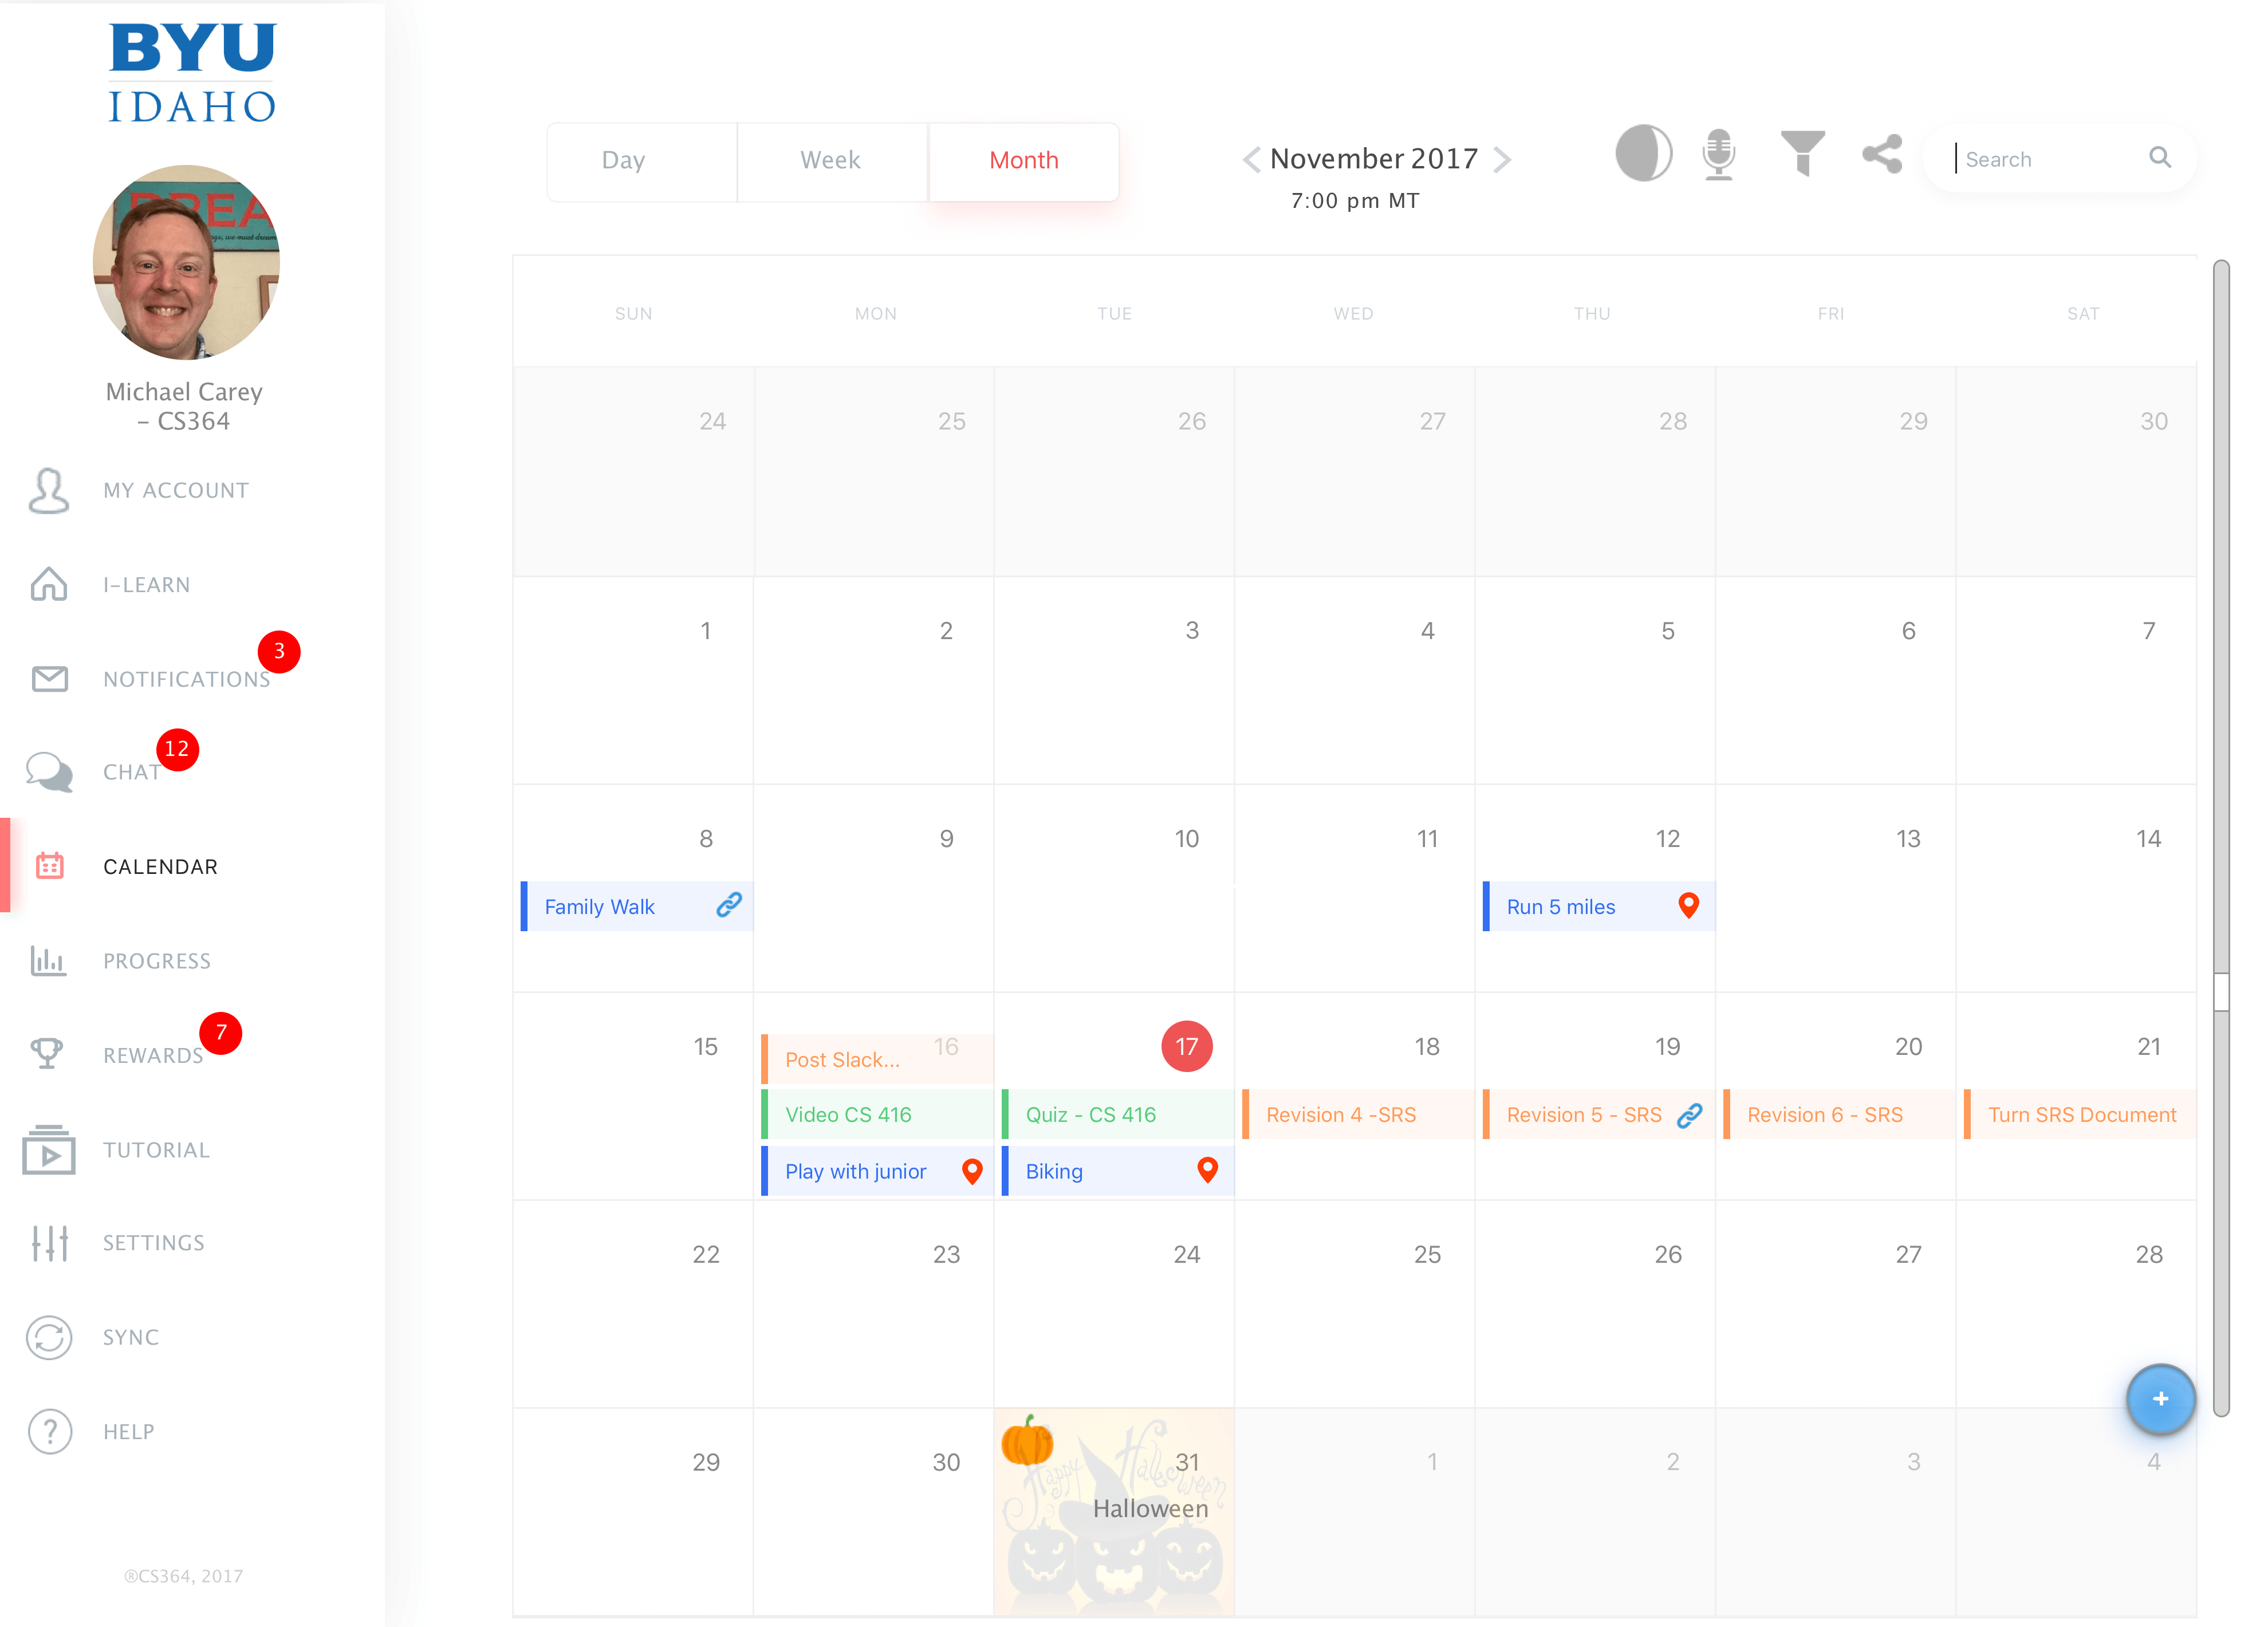 BYU
IDAHO
Michael Carey
– CS364
MY ACCOUNT
I-LEARN
NOTIFICATIONS
3
CHAT
12
CALENDAR
PROGRESS
REWARDS
7
TUTORIAL
SETTINGS
SYNC
? HELP
®CS364, 2017
Day Week Month
< November 2017 >
7:00 pm MT
Search
SUN MON TUE WED THU FRI SAT
24 25 26 27 28 29 30
1 2 3 4 5 6 7
8 9 10 11 12 13 14
Family Walk Run 5 miles
15 16 17 18 19 20 21
Post Slack...
Video CS 416 Quiz - CS 416 Revision 4 -SRS Revision 5 - SRS Revision 6 - SRS Turn SRS Document
Play with junior Biking
22 23 24 25 26 27 28
+
29 30 31 1 2 3 4
Happy Halloween
Halloween